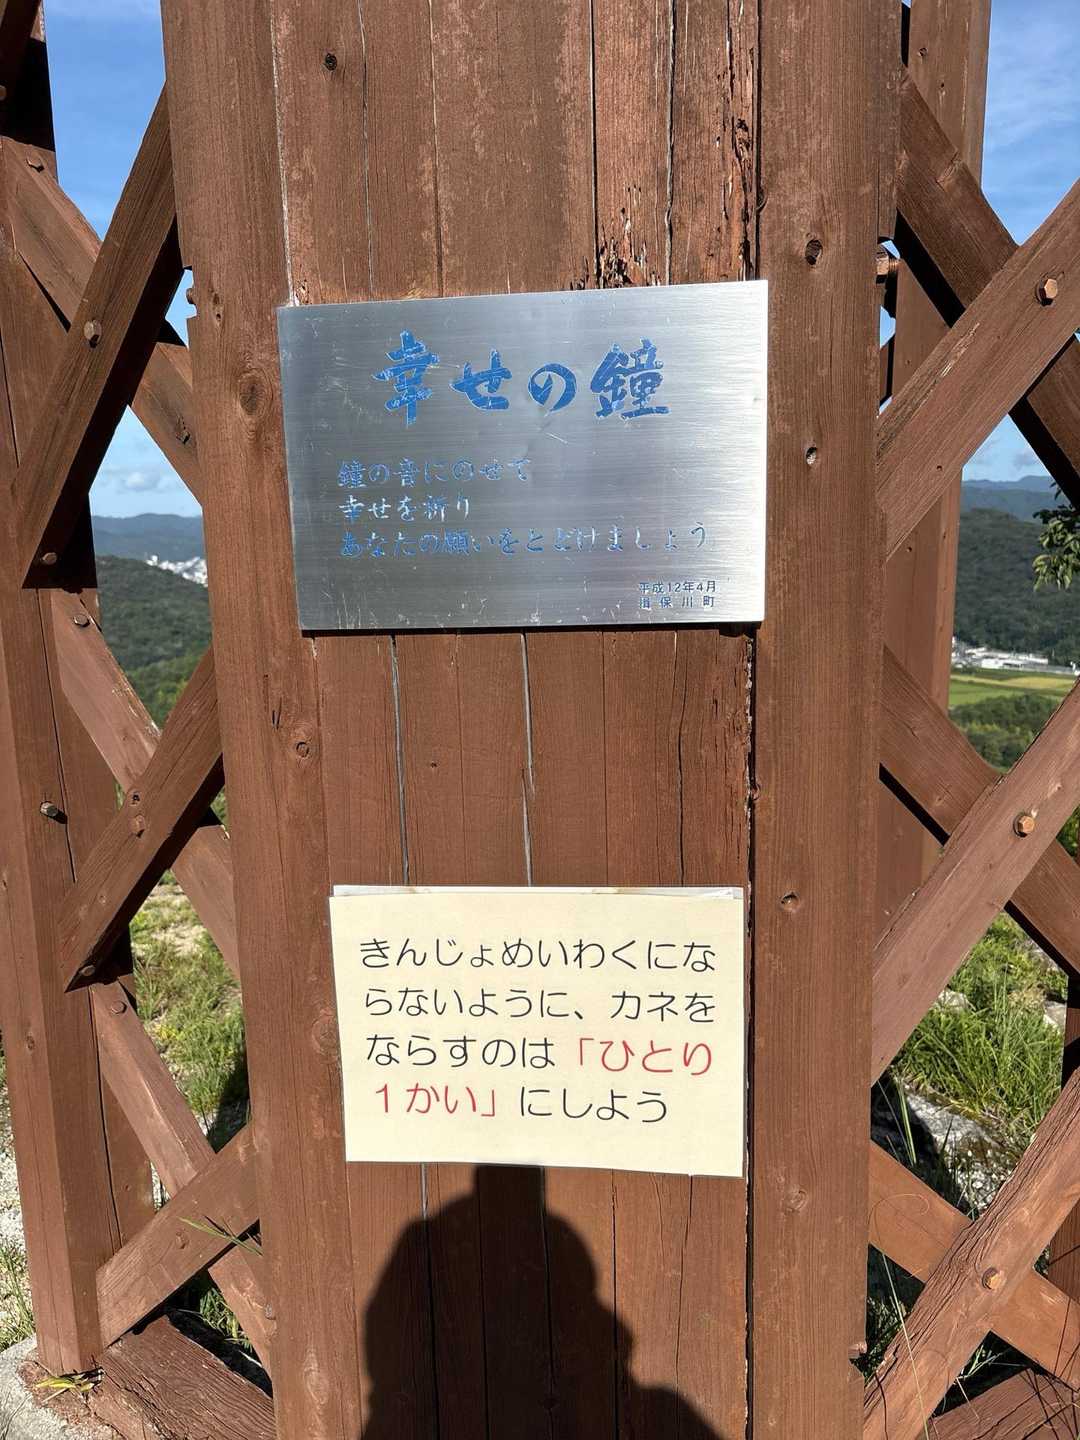 幸せの鐘
鐘の音にのせて
幸せを祈り
あなたの願いをとどけましょう
平成12年4月
揖保川町
きんじょめいわくにな
らないように、カネを
ならすのは「ひとり
１かい」にしよう